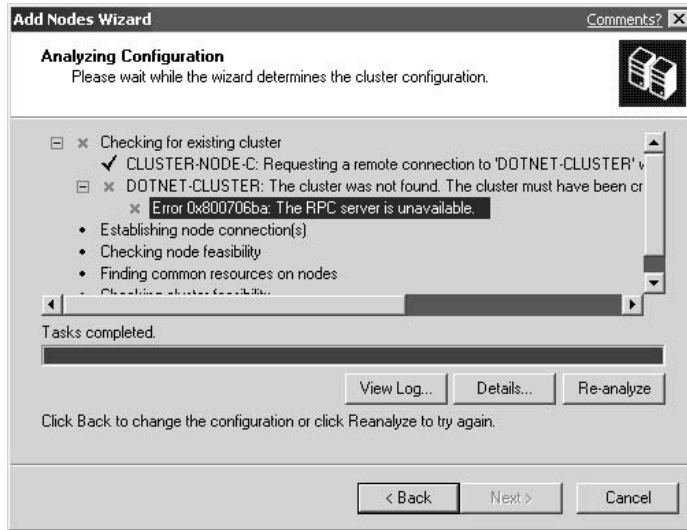 Add Nodes Wizard
Comments?
Analyzing Configuration
Please wait while the wizard determines the cluster configuration.
Checking for existing cluster
CLUSTER-NODE-C: Requesting a remote connection to 'DOTNET-CLUSTER'
DOTNET-CLUSTER: The cluster was not found. The cluster must have been cr
Error 0x800706ba: The RPC server is unavailable.
Establishing node connection(s)
Checking node feasibility
Finding common resources on nodes
Checking cluster feasibility
Tasks completed.
View Log... Details... Re-analyze
Click Back to change the configuration or click Reanalyze to try again.
< Back Next > Cancel